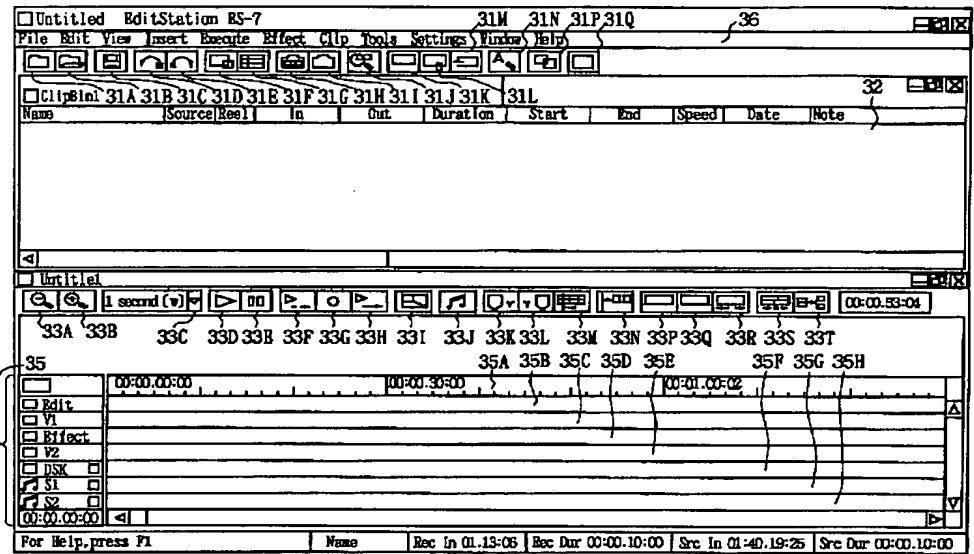 Untitled EditStation ES-7 31M 31N 31P 31Q 36
File Edit View Insert Execute Effect Clip Tools Settings Window Help
ClipBin1 31A 31B 31C 31D 31E 31F 31G 31H 31I 31J 31K 31L 32
Name Source Reel In Out Duration Start End Speed Date Note
Untitle1
1 second(w) 00:00.53:04
33A 33B 33C 33D 33E 33F 33G 33H 33I 33J 33K 33L 33M 33N 33P 33Q 33R 33S 33T
35 35A 35B 35C 35D 35E 35F 35G 35H
00:00.00:00 00:00.30:00 00:01.00:02
Edit
V1
Effect
V2
DSK
S1
S2
00:00.00:00
For Help,press F1 Name Rec In 01.13:06 Rec Dur 00:00.10:00 Src In 01:40.19:25 Src Dur 00:00.10:00